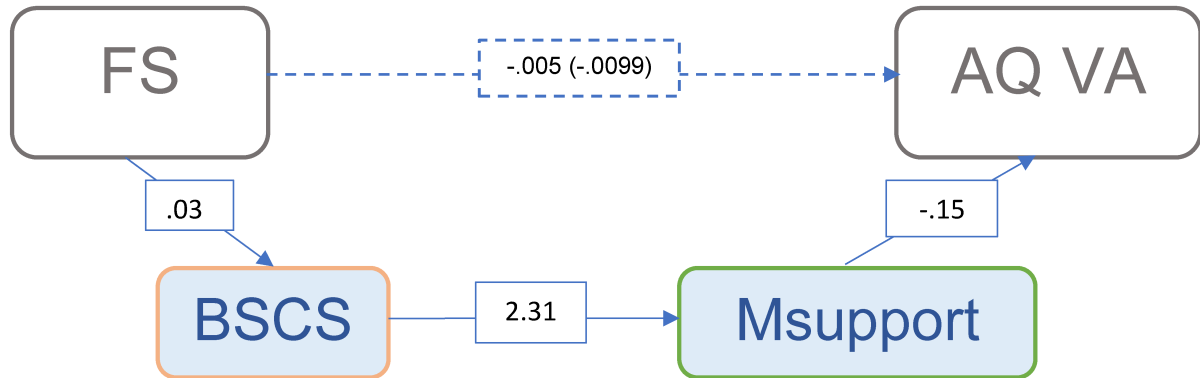 FS
-.005 (-.0099)
AQ VA
.03
-.15
BSCS
2.31
Msupport